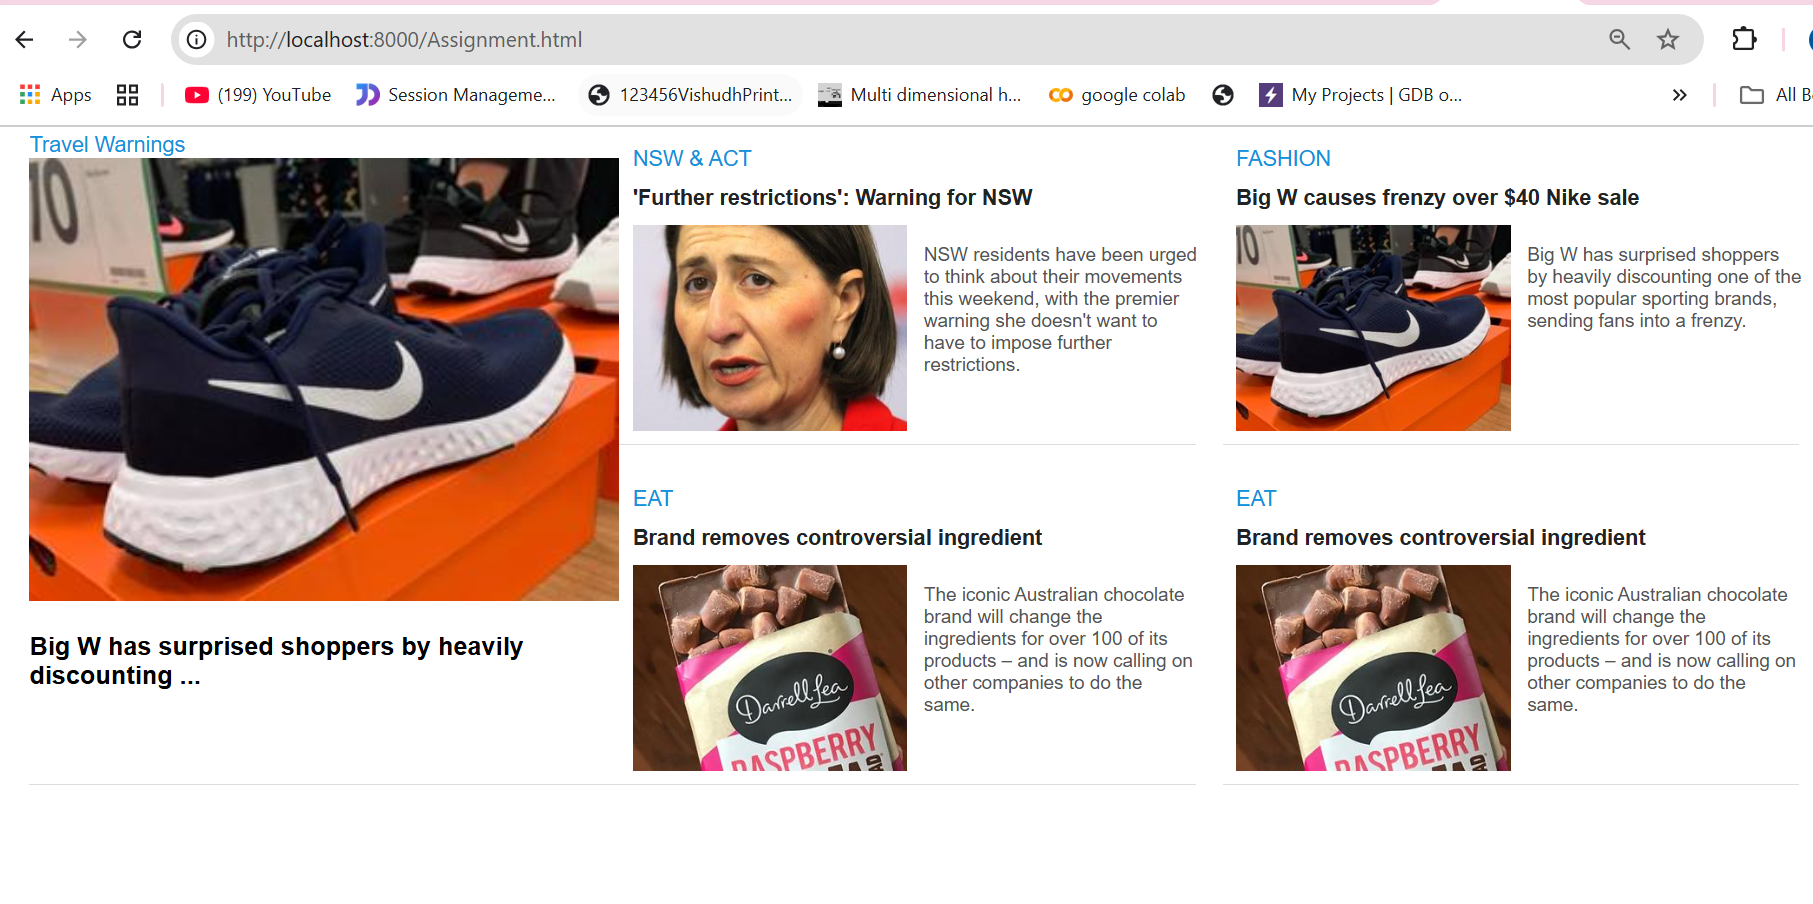 http://localhost:8000/Assignment.html
Apps
(199) YouTube
Session Manageme...
123456VishudhPrint...
Multi dimensional h...
google colab
My Projects | GDB o...
All B
Travel Warnings
10
Big W has surprised shoppers by heavily
discounting ...
NSW & ACT
'Further restrictions': Warning for NSW
NSW residents have been urged
to think about their movements
this weekend, with the premier
warning she doesn't want to
have to impose further
restrictions.
FASHION
Big W causes frenzy over $40 Nike sale
10
Big W has surprised shoppers
by heavily discounting one of the
most popular sporting brands,
sending fans into a frenzy.
EAT
Brand removes controversial ingredient
Darrell Lea
RASPBERRY
The iconic Australian chocolate
brand will change the
ingredients for over 100 of its
products – and is now calling on
other companies to do the
same.
EAT
Brand removes controversial ingredient
Darrell Lea
RASPBERRY
The iconic Australian chocolate
brand will change the
ingredients for over 100 of its
products – and is now calling on
other companies to do the
same.